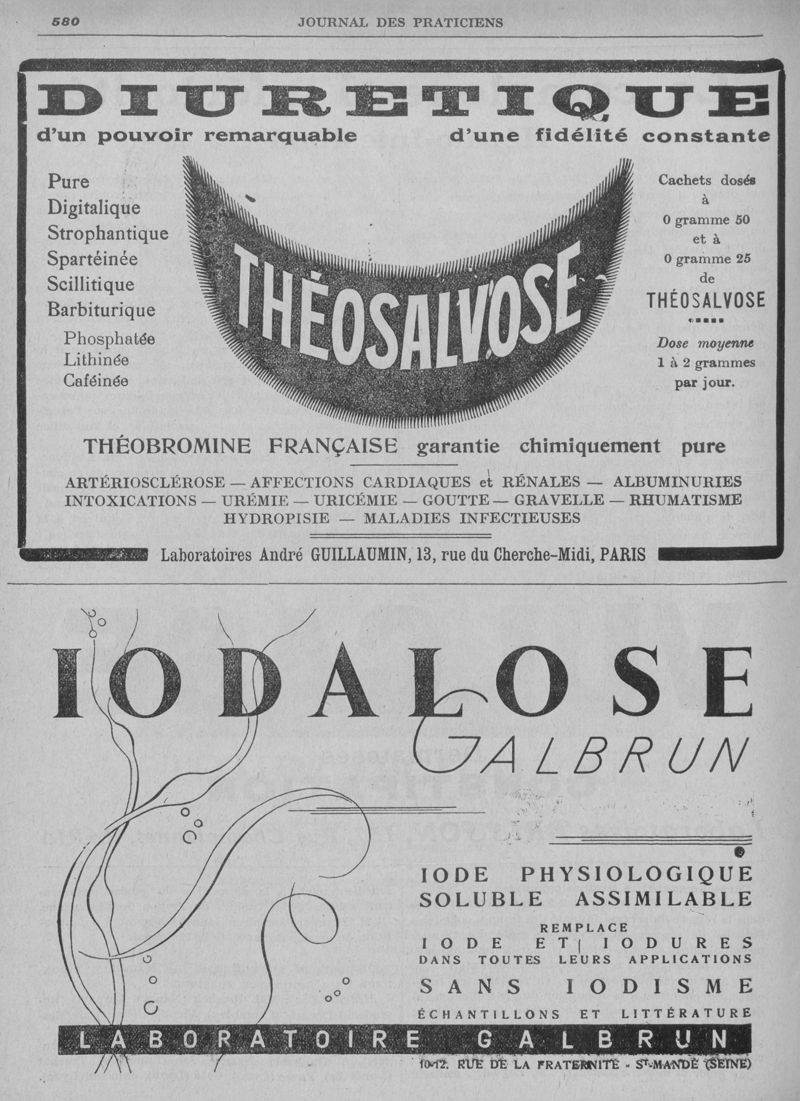 580
JOURNAL DES PRATICIENS
DIURETIQUE
d'un pouvoir remarquable
d'une fidélité constante
Pure
Digitalique
Strophantique
Spartéinée
Scillitique
Barbiturique
Phosphatée
Lithinée
Caféinée
THÉOSALVOSE
Cachets dosés
à
0 gramme 50
et à
0 gramme 25
de
THÉOSALVOSE
Dose moyenne
1 à 2 grammes
par jour.
THÉOBROMINE FRANÇAISE garantie chimiquement pure
ARTÉRIOSCLÉROSE — AFFECTIONS CARDIAQUES et RÉNALES — ALBUMINURIES
INTOXICATIONS — URÉMIE — URICÉMIE — GOUTTE — GRAVELLE — RHUMATISME
HYDROPISIE — MALADIES INFECTIEUSES
Laboratoires André GUILLAUMIN, 13, rue du Cherche-Midi, PARIS
IODALOSE
GALBRUN
IODE PHYSIOLOGIQUE
SOLUBLE ASSIMILABLE
REMPLACE
IODE ET IODURES
DANS TOUTES LEURS APPLICATIONS
SANS IODISME
ÉCHANTILLONS ET LITTÉRATURE
LABORATOIRE GALBRUN
10-12. RUE DE LA FRATERNITÉ - ST-MANDÉ (SEINE)